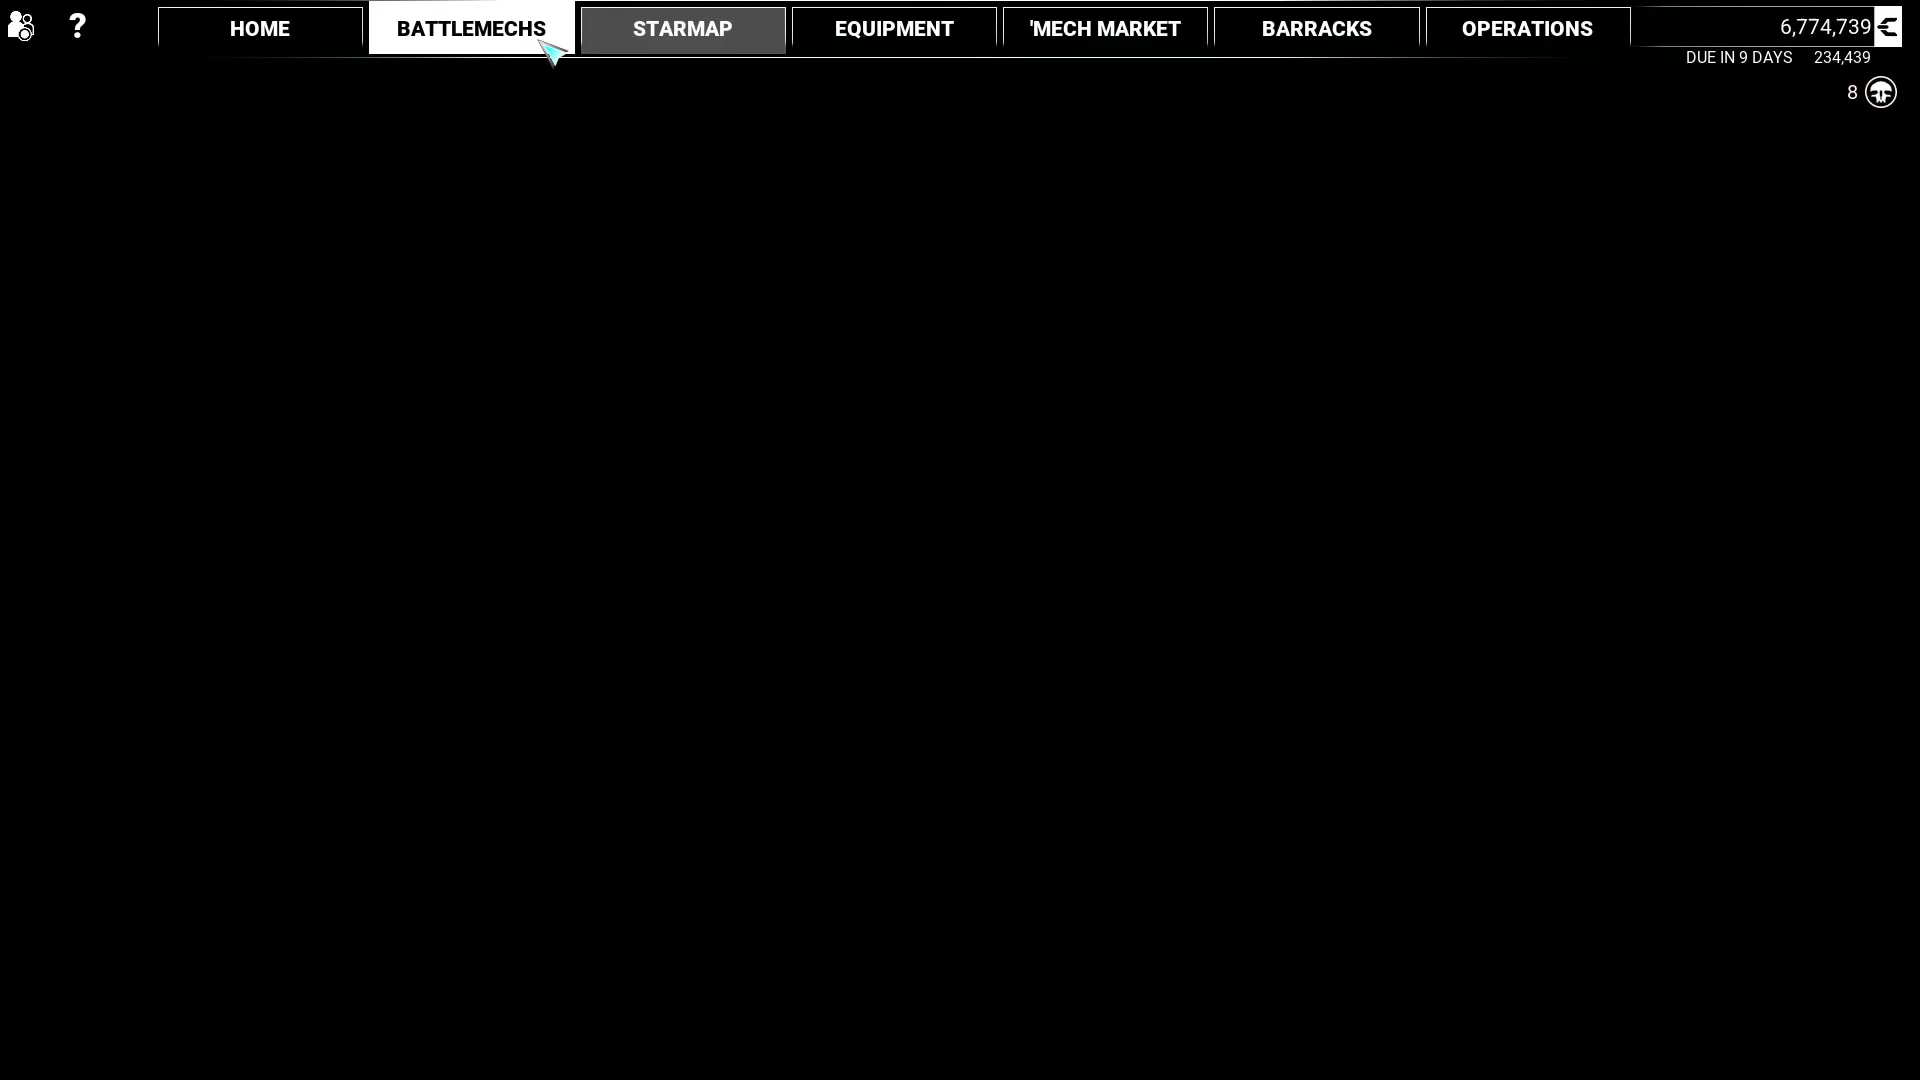 ?
HOME
BATTLEMECHS
STARMAP
EQUIPMENT
'MECH MARKET
BARRACKS
OPERATIONS
6,774,739
DUE IN 9 DAYS 234,439
8